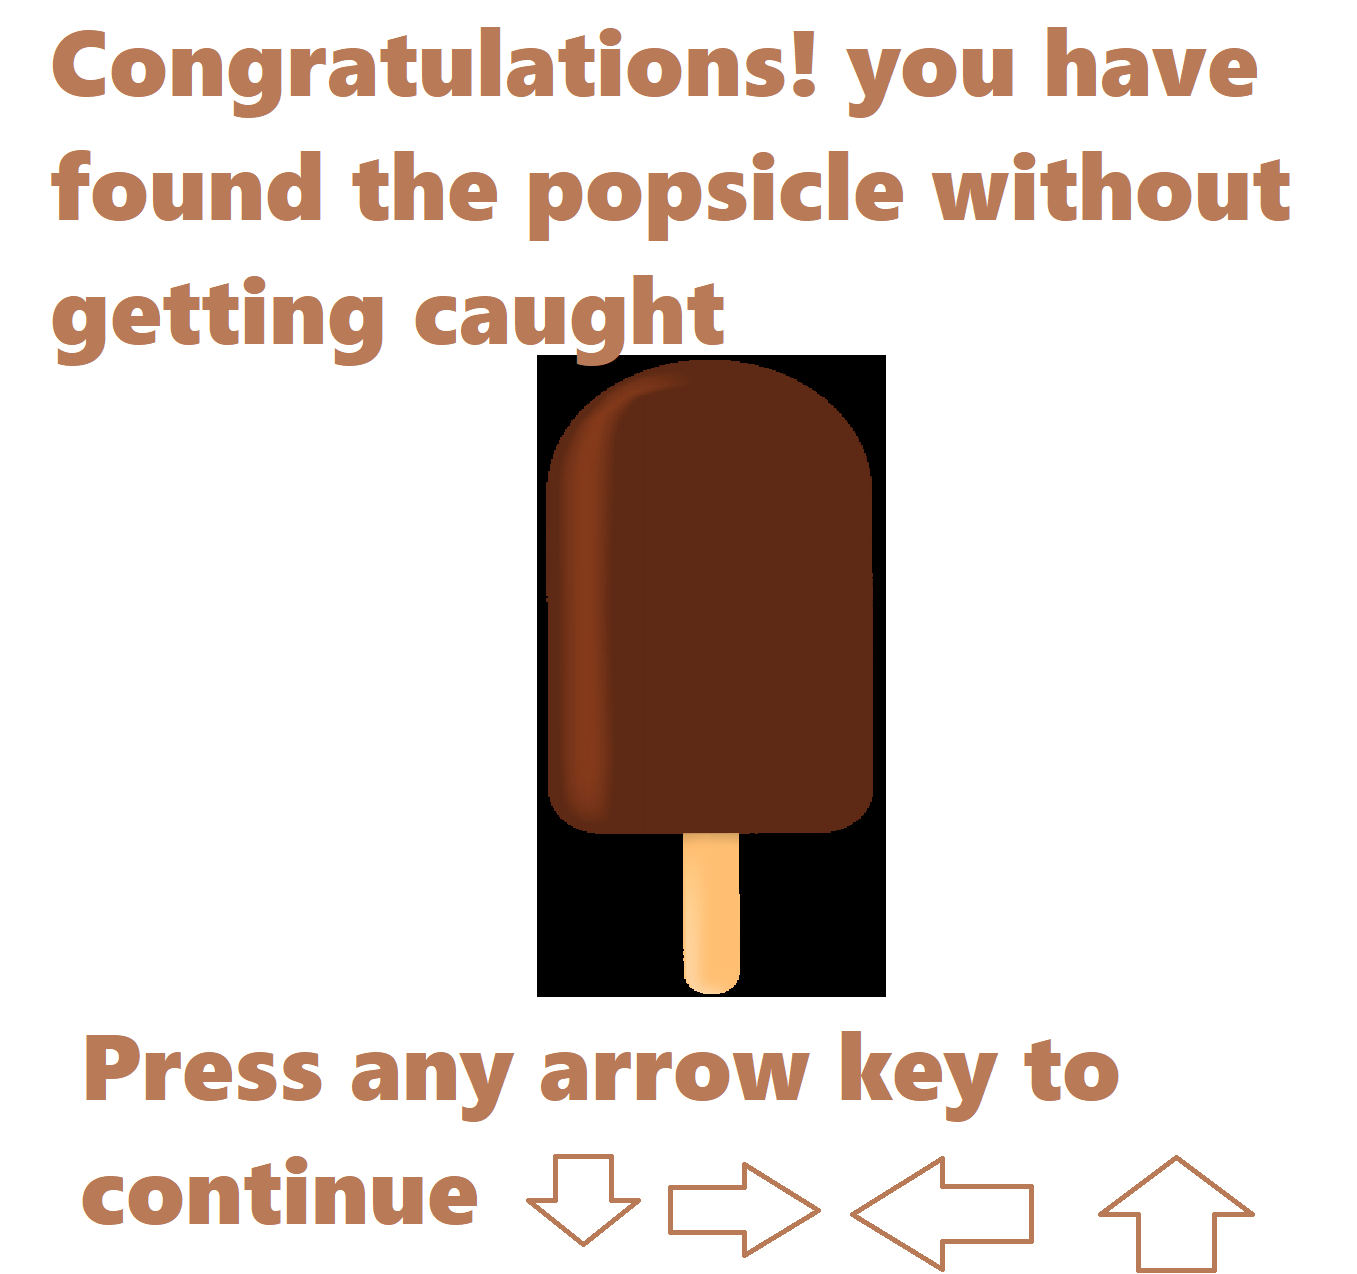 Congratulations! you have
found the popsicle without
getting caught
Press any arrow key to
continue